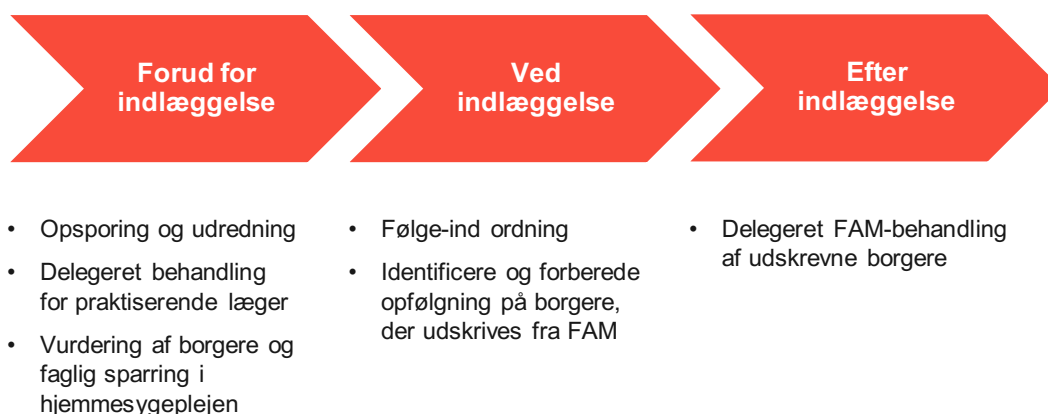 Forud for
indlæggelse
Ved
indlæggelse
Efter
indlæggelse
• Opsporing og udredning
• Delegeret behandling
for praktiserende læger
• Vurdering af borgere og
faglig sparring i
hjemmesygeplejen
• Følge-ind ordning
• Identificere og forberede
opfølgning på borgere,
der udskrives fra FAM
• Delegeret FAM-behandling
af udskrevne borgere